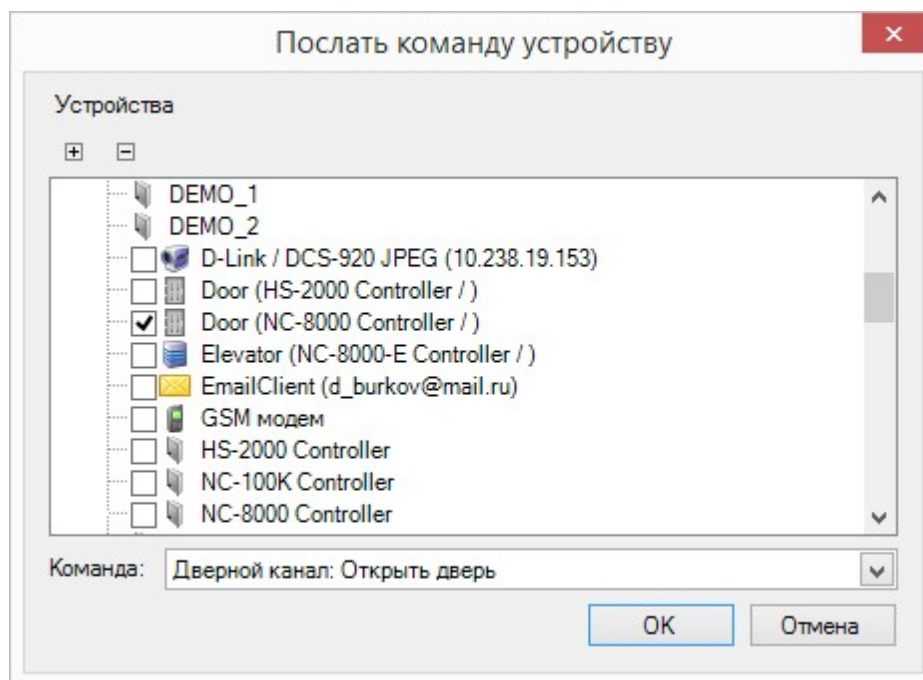 Послать команду устройству
Устройства
DEMO_1
DEMO_2
D-Link / DCS-920 JPEG (10.238.19.153)
Door (HS-2000 Controller / )
Door (NC-8000 Controller / )
Elevator (NC-8000-E Controller / )
EmailClient (d_burkov@mail.ru)
GSM модем
HS-2000 Controller
NC-100K Controller
NC-8000 Controller
Команда: Дверной канал: Открыть дверь
OK Отмена